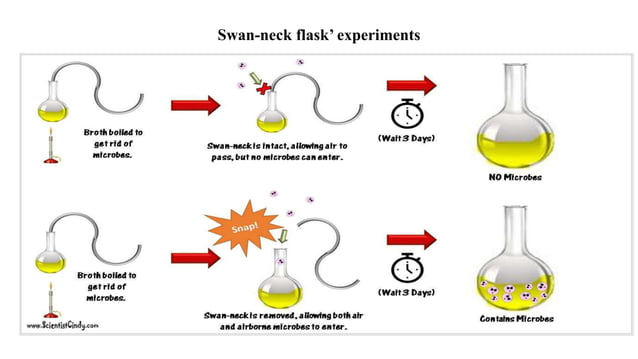 Swan-neck flask’ experiments
Broth boiled to
get rid of
microbes.
Swan-neck is intact, allowing air to
pass, but no microbes can enter.
(Wait 3 Days)
NO Microbes
Snap!
Broth boiled to
get rid of
microbes.
Swan-neck is removed, allowing both air
and airborne microbes to enter.
(Wait 3 Days)
Contains Microbes
www.ScientistCindy.com